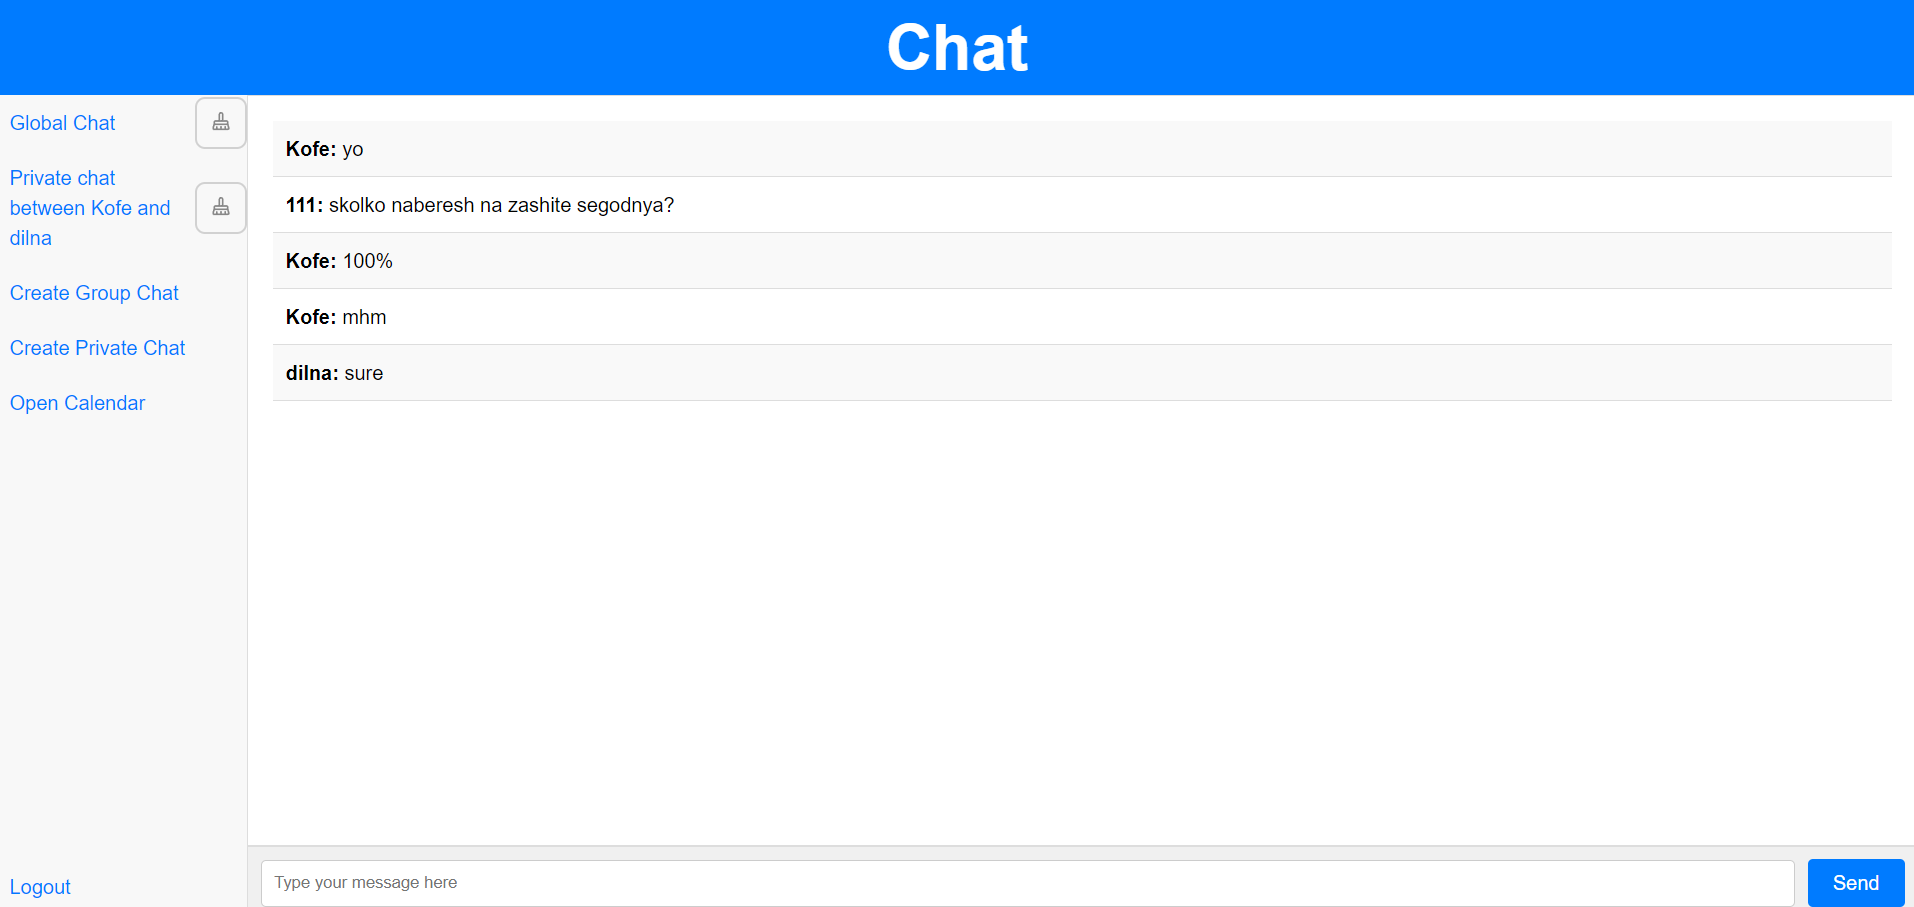 Chat
Global Chat
Private chat
between Kofe and
dilna
Create Group Chat
Create Private Chat
Open Calendar
Logout
Kofe: yo
111: skolko naberesh na zashite segodnya?
Kofe: 100%
Kofe: mhm
dilna: sure
Type your message here
Send